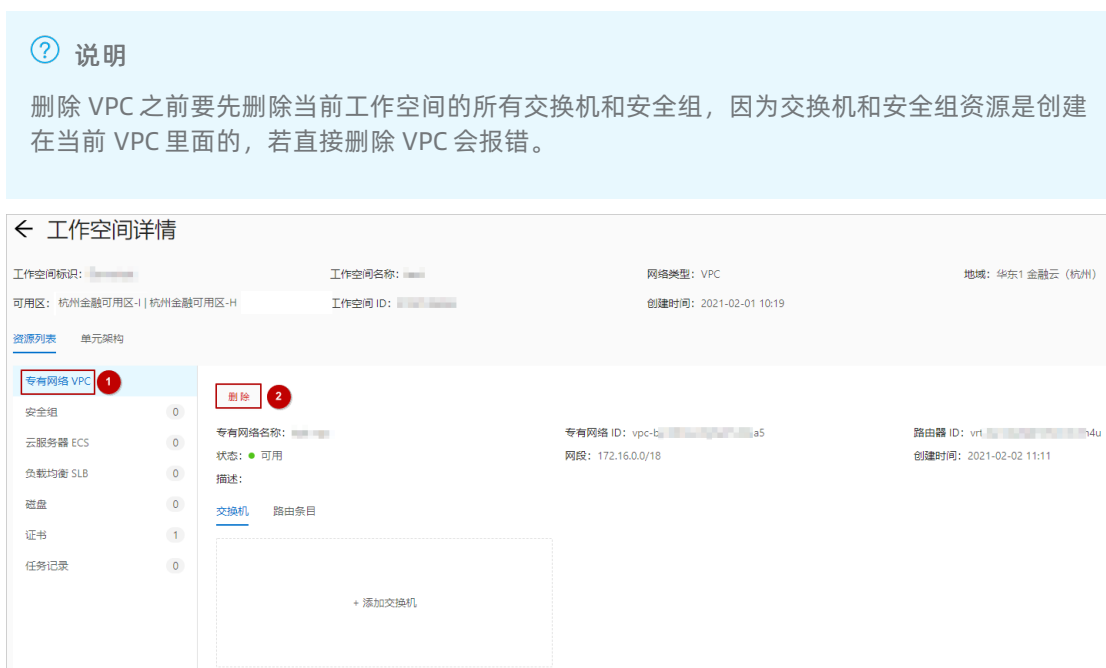 说明
删除 VPC 之前要先删除当前工作空间的所有交换机和安全组，因为交换机和安全组资源是创建
在当前 VPC 里面的，若直接删除 VPC 会报错。
工作空间详情
工作空间标识： 工作空间名称： 网络类型：VPC 地域：华东1 金融云（杭州）
可用区：杭州金融可用区-I | 杭州金融可用区-H 工作空间 ID： 创建时间：2021-02-01 10:19
资源列表 单元架构
专有网络 VPC 1
删除 2
安全组 0
专有网络名称： 专有网络 ID：vpc-b a5 路由器 ID：vrt h4u
云服务器 ECS 0
状态：可用 网段：172.16.0.0/18 创建时间：2021-02-02 11:11
负载均衡 SLB 0
描述：
磁盘 0
交换机 路由条目
证书 1
任务记录 0
+ 添加交换机